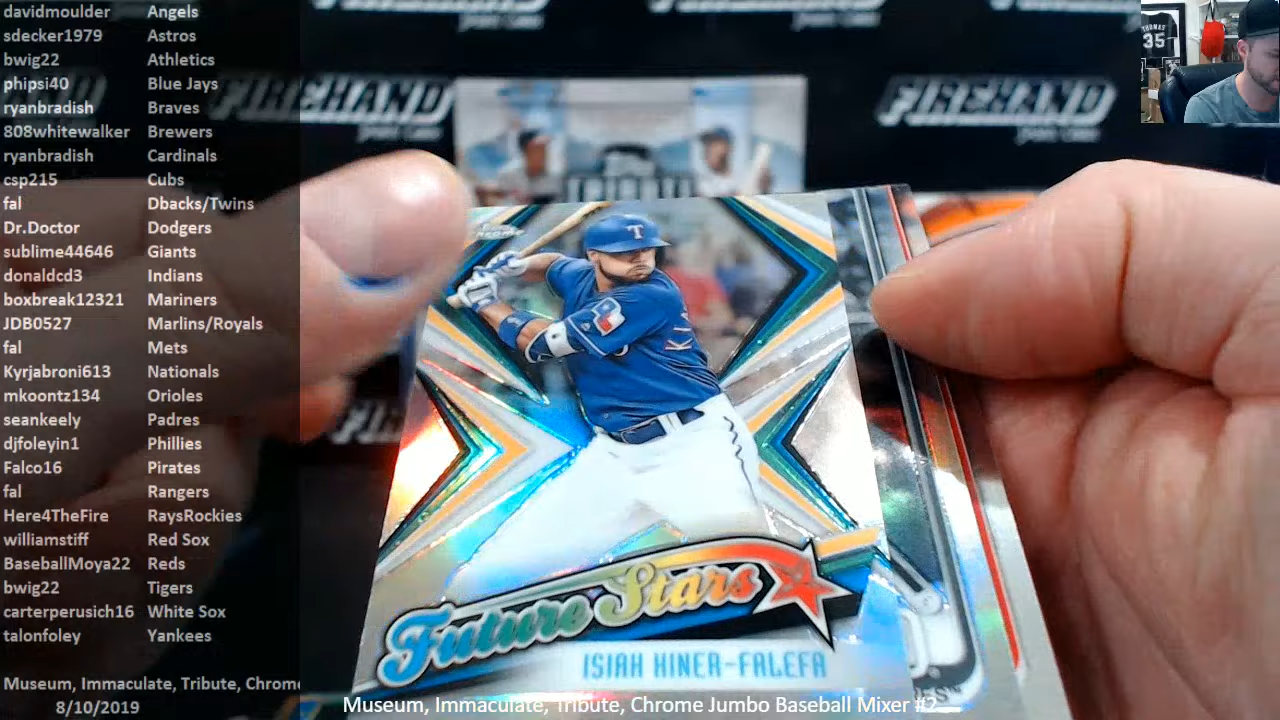 davidmoulder Angels
sdecker1979 Astros
bwig22 Athletics
phipsi40 Blue Jays
ryanbradish Braves
808whitewalker Brewers
ryanbradish Cardinals
csp215 Cubs
fal Dbacks/Twins
Dr.Doctor Dodgers
sublime44646 Giants
donaldcd3 Indians
boxbreak12321 Mariners
JDB0527 Marlins/Royals
fal Mets
Kyrjabroni613 Nationals
mkoontz134 Orioles
seankeely Padres
djfoleyin1 Phillies
Falco16 Pirates
fal Rangers
Here4TheFire RaysRockies
williamstiff Red Sox
BaseballMoya22 Reds
bwig22 Tigers
carterperusich16 White Sox
talonfoley Yankees
Museum, Immaculate, Tribute, Chrome
8/10/2019
FIREHAND
FIREHAND
THOMAS
35
TRIBUTE
T
Future Stars
ISIAH KINER-FALEFA
Museum, Immaculate, Tribute, Chrome Jumbo Baseball Mixer #2